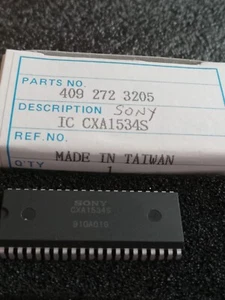 PARTS NO.
409 272 3205
DESCRIPTION SONY
IC CXA1534S
REF.NO.
MADE IN TAIWAN
Q'TY 1
SONY
CXA1534S